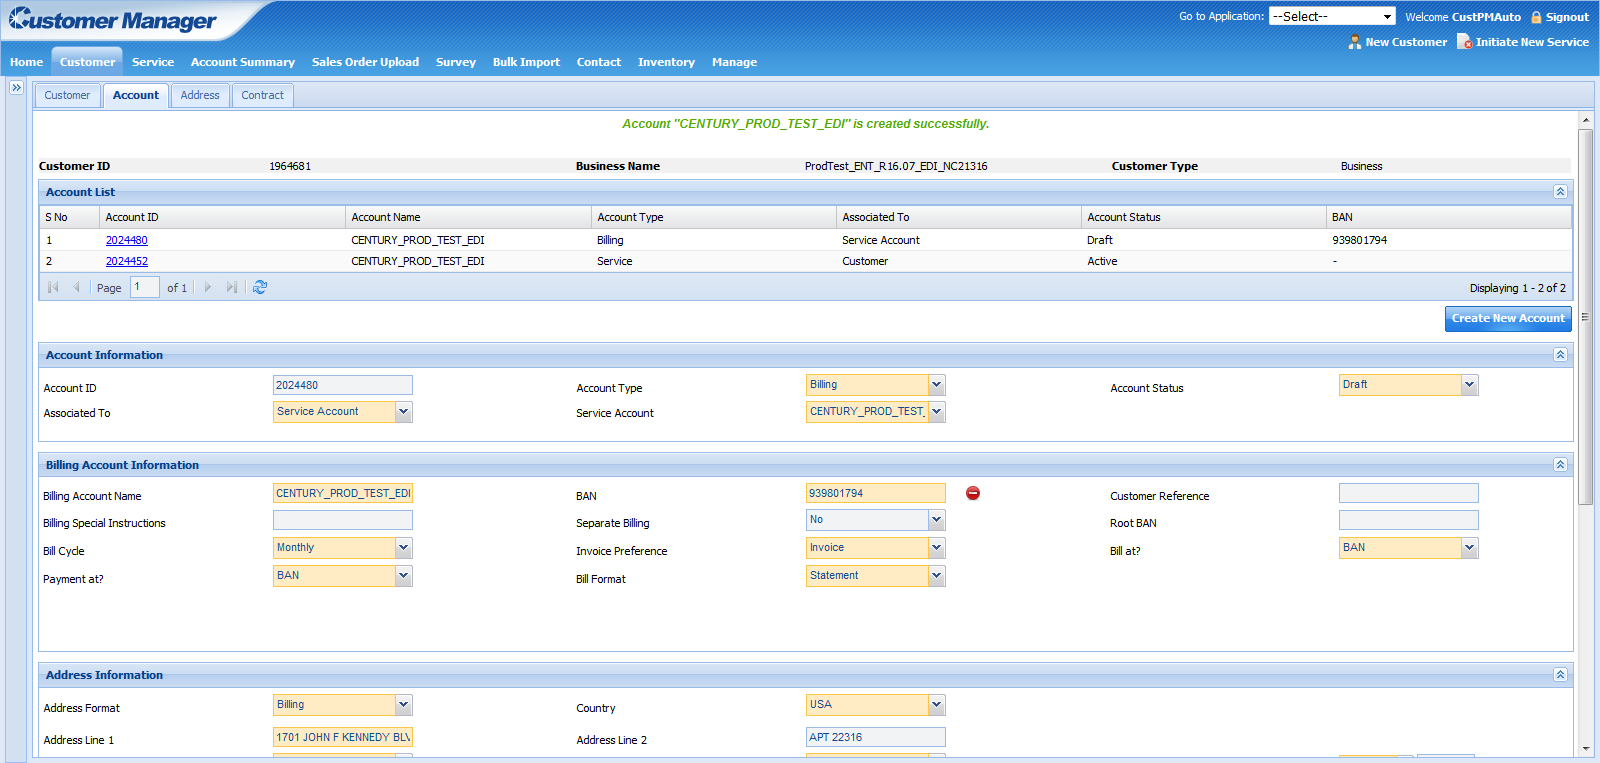 Customer Manager
Go to Application: --Select-- Welcome CustPMAuto Signout
New Customer Initiate New Service
Home Customer Service Account Summary Sales Order Upload Survey Bulk Import Contact Inventory Manage
Customer Account Address Contract
Account "CENTURY_PROD_TEST_EDI" is created successfully.
Customer ID 1964681 Business Name ProdTest_ENT_R16.07_EDI_NC21316 Customer Type Business
Account List
S No Account ID Account Name Account Type Associated To Account Status BAN
1 2024480 CENTURY_PROD_TEST_EDI Billing Service Account Draft 939801794
2 2024452 CENTURY_PROD_TEST_EDI Service Customer Active -
Page 1 of 1 Displaying 1 - 2 of 2
Create New Account
Account Information
Account ID 2024480 Account Type Billing Account Status Draft
Associated To Service Account Service Account CENTURY_PROD_TEST_
Billing Account Information
Billing Account Name CENTURY_PROD_TEST_EDI BAN 939801794 Customer Reference
Billing Special Instructions Separate Billing No Root BAN
Bill Cycle Monthly Invoice Preference Invoice Bill at? BAN
Payment at? BAN Bill Format Statement
Address Information
Address Format Billing Country USA
Address Line 1 1701 JOHN F KENNEDY BLV Address Line 2 APT 22316